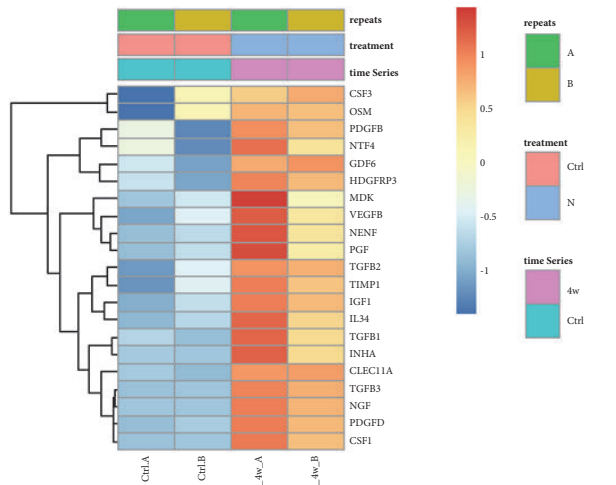 repeats
treatment
time Series
CSF3
OSM
PDGFB
NTF4
GDF6
HDGFRP3
MDK
VEGFB
NENF
PGF
TGFB2
TIMP1
IGF1
IL34
TGFB1
INHA
CLEC11A
TGFB3
NGF
PDGFD
CSF1
Ctrl.A
Ctrl.B
_4w_A
_4w_B
1
0.5
0
-0.5
-1
repeats
A
B
treatment
Ctrl
N
time Series
4w
Ctrl